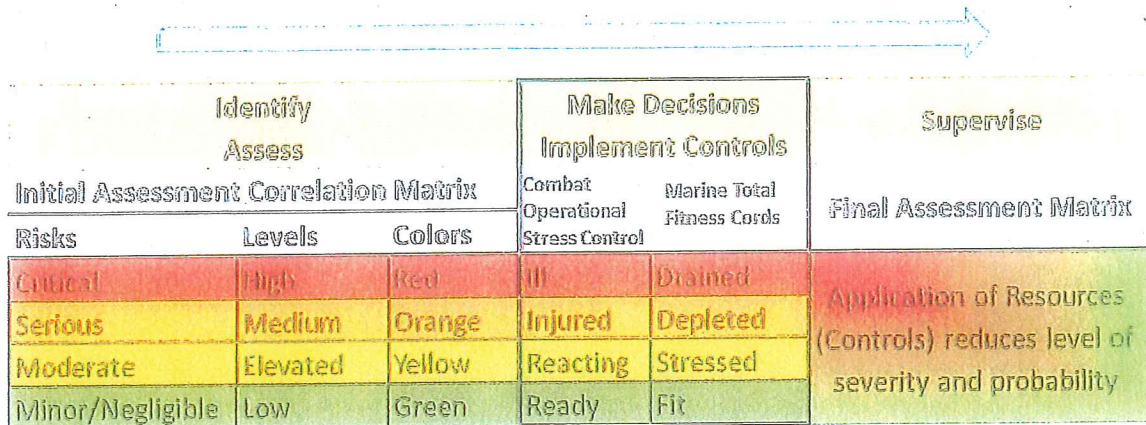 Identify
Assess
Initial Assessment Correlation Matrix
Make Decisions
Implement Controls
Combat
Operational
Stress Control
Marine Total
Fitness Cords
Supervise
Final Assessment Matrix
Risks Levels Colors
Critical High Red Ill Drained
Serious Medium Orange Injured Depleted
Moderate Elevated Yellow Reacting Stressed
Minor/Negligible Low Green Ready Fit
Application of Resources
(Controls) reduces level of
severity and probability